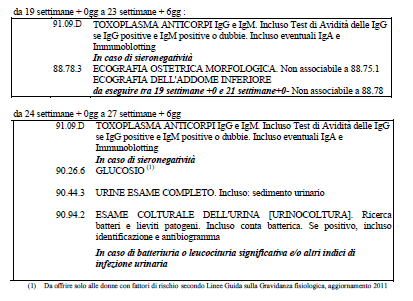 da 19 settimane + 0gg a 23 settimane + 6gg :
91.09.D TOXOPLASMA ANTICORPI IgG e IgM. Incluso Test di Avidità delle IgG
se IgG positive e IgM positive o dubbie. Incluso eventuali IgA e
Immunoblotting
In caso di sieronegatività
88.78.3 ECOGRAFIA OSTETRICA MORFOLOGICA. Non associabile a 88.75.1
ECOGRAFIA DELL'ADDOME INFERIORE
da eseguire tra 19 settimane +0 e 21 settimane+0- Non associabile a 88.78
da 24 settimane + 0gg a 27 settimane + 6gg
91.09.D TOXOPLASMA ANTICORPI IgG e IgM. Incluso Test di Avidità delle IgG
se IgG positive e IgM positive o dubbie. Incluso eventuali IgA e
Immunoblotting
In caso di sieronegatività
90.26.6 GLUCOSIO (1)
90.44.3 URINE ESAME COMPLETO. Incluso: sedimento urinario
90.94.2 ESAME COLTURALE DELL'URINA [URINOCOLTURA]. Ricerca
batteri e lieviti patogeni. Incluso conta batterica. Se positivo, incluso
identificazione e antibiogramma
In caso di batteriuria o leucocituria significativa e/o altri indici di
infezione urinaria
(1) Da offrire solo alle donne con fattori di rischio secondo Linee Guida sulla Gravidanza fisiologica, aggiornamento 2011